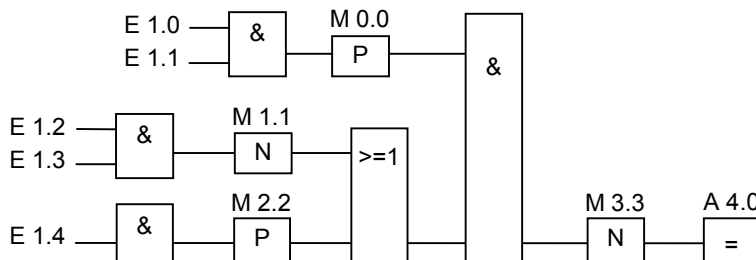 E 1.0
M 0.0
&
E 1.1
P
&
E 1.2
M 1.1
&
>=1
E 1.3
N
M 2.2
M 3.3
A 4.0
&
E 1.4
P
N
=